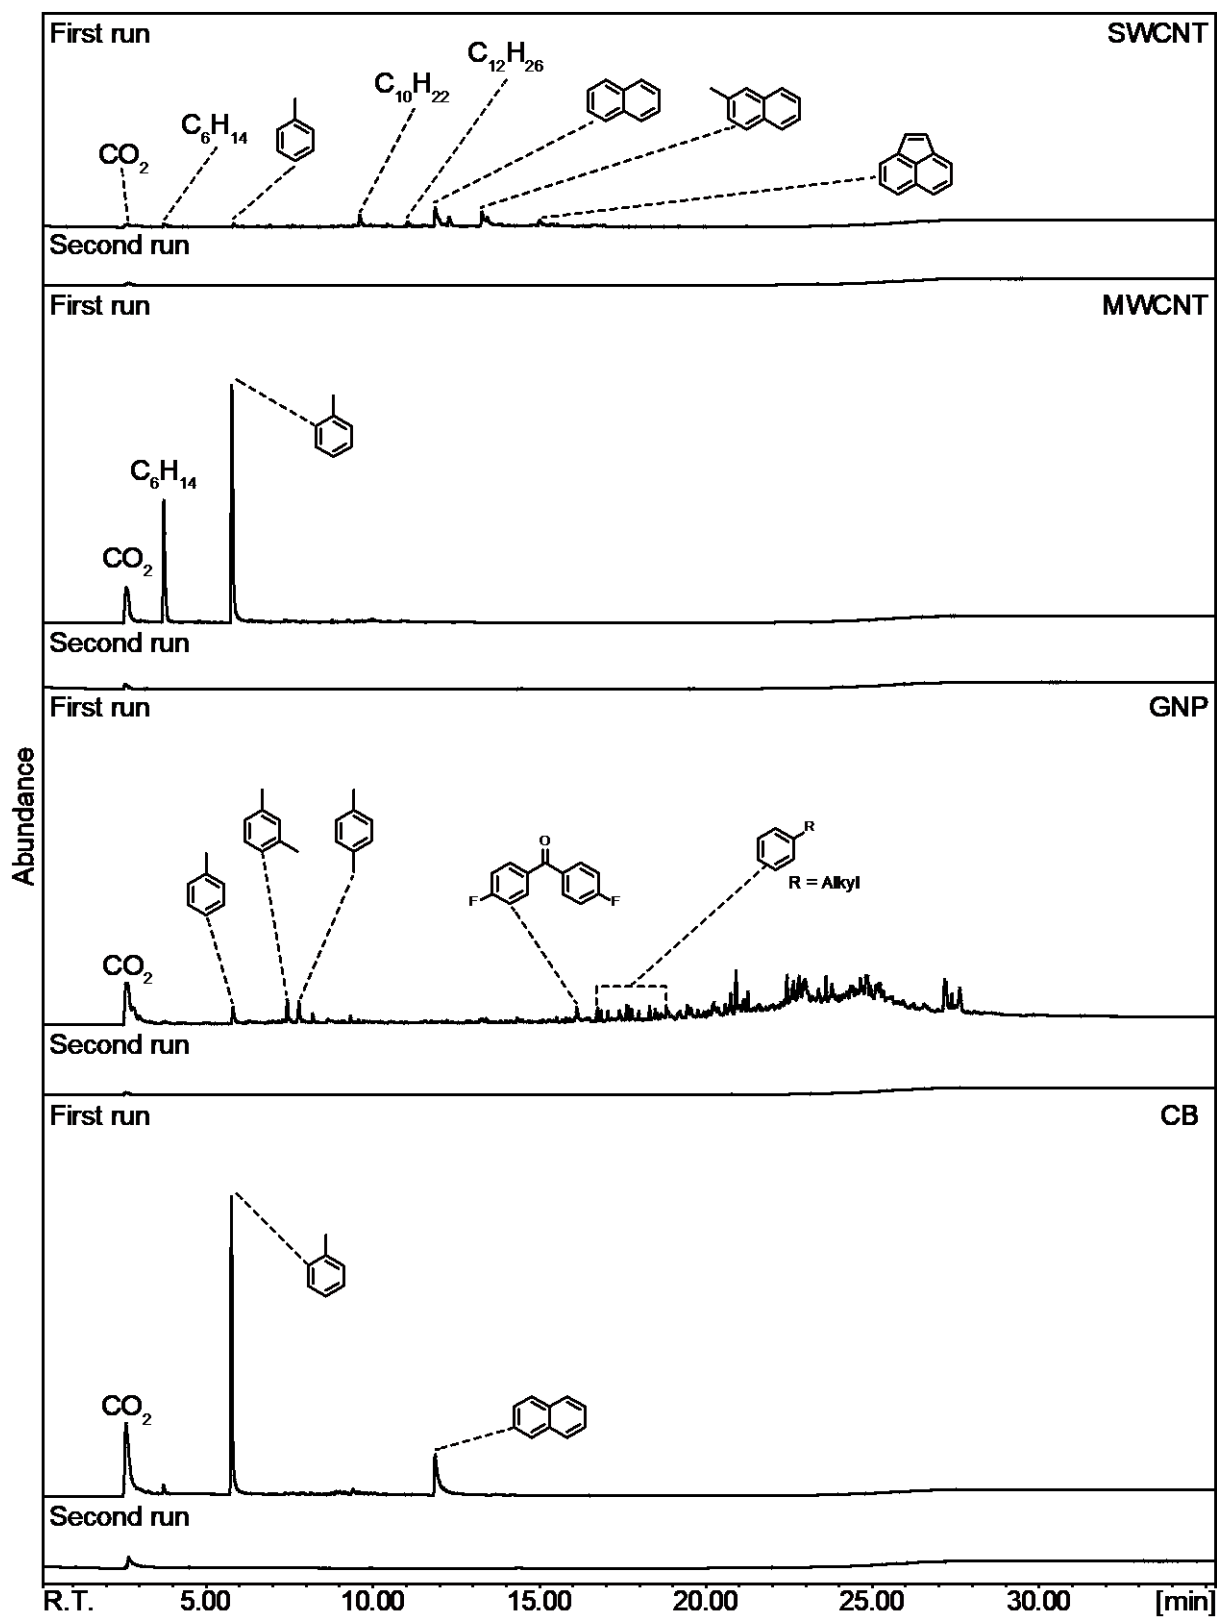 First run SWCNT
C₁₂H₂₆
C₁₀H₂₂
C₆H₁₄
CO₂
Second run
First run MWCNT
C₆H₁₄
CO₂
Second run
First run GNP
Abundance
O
F F
R
R = Alkyl
CO₂
Second run
First run CB
CO₂
Second run
R.T. 5.00 10.00 15.00 20.00 25.00 30.00 [min]